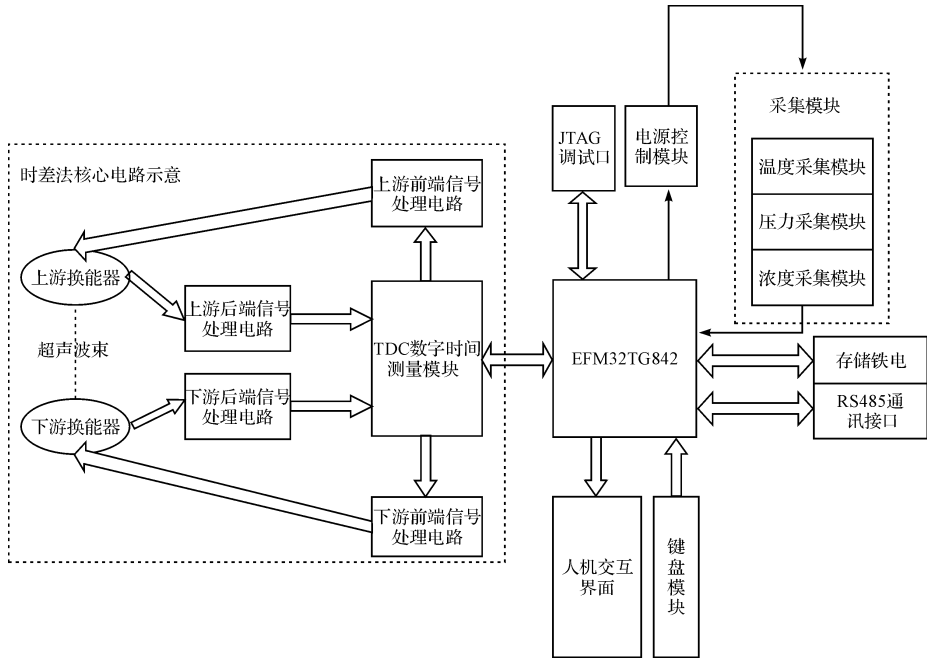 时差法核心电路示意
上游前端信号
处理电路
上游换能器
上游后端信号
处理电路
超声波束
TDC数字时间
测量模块
下游后端信号
处理电路
下游换能器
下游前端信号
处理电路
JTAG
调试口
电源控
制模块
采集模块
温度采集模块
压力采集模块
浓度采集模块
EFM32TG842
存储铁电
RS485通
讯接口
人机交互
界面
键
盘
模
块